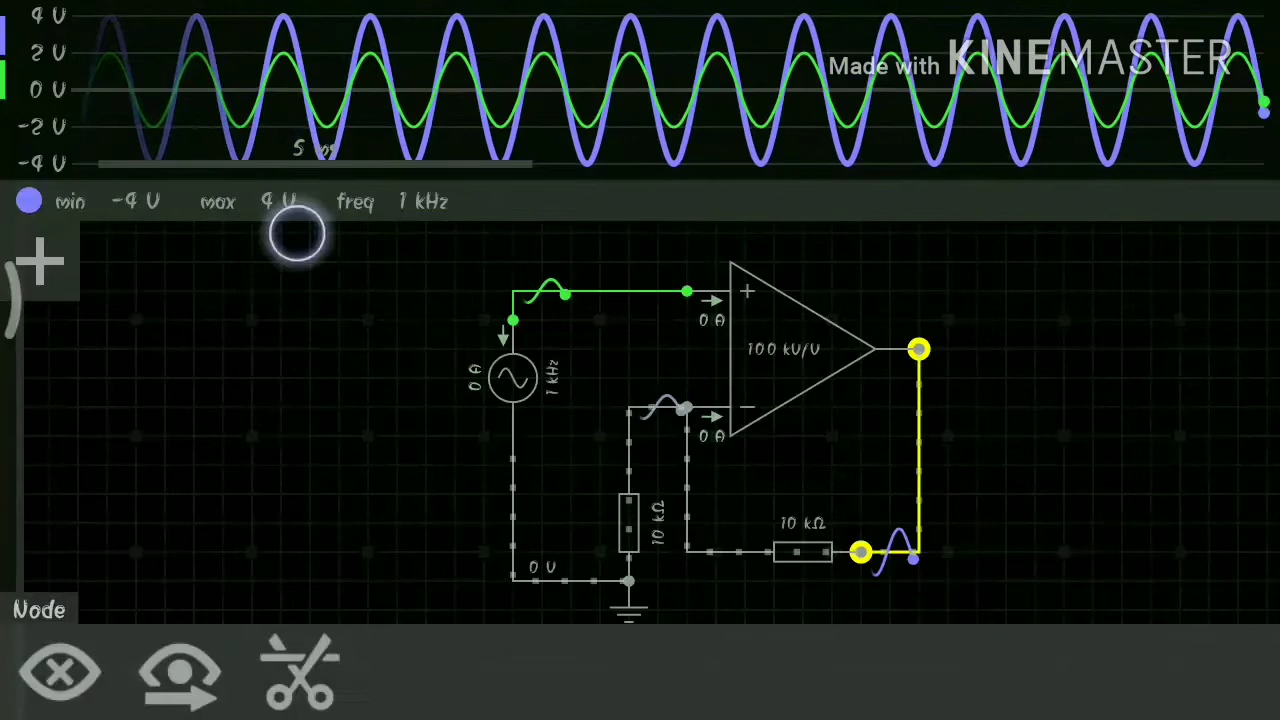 4 V
2 V
0 V
-2 V
-4 V
Made with KINEMASTER
5 ms
min -4 V max 4 V freq 1 kHz
+
0 A
100 kV/V
0 A
1 kHz
−
0 A
10 kΩ
10 kΩ
0 V
Node